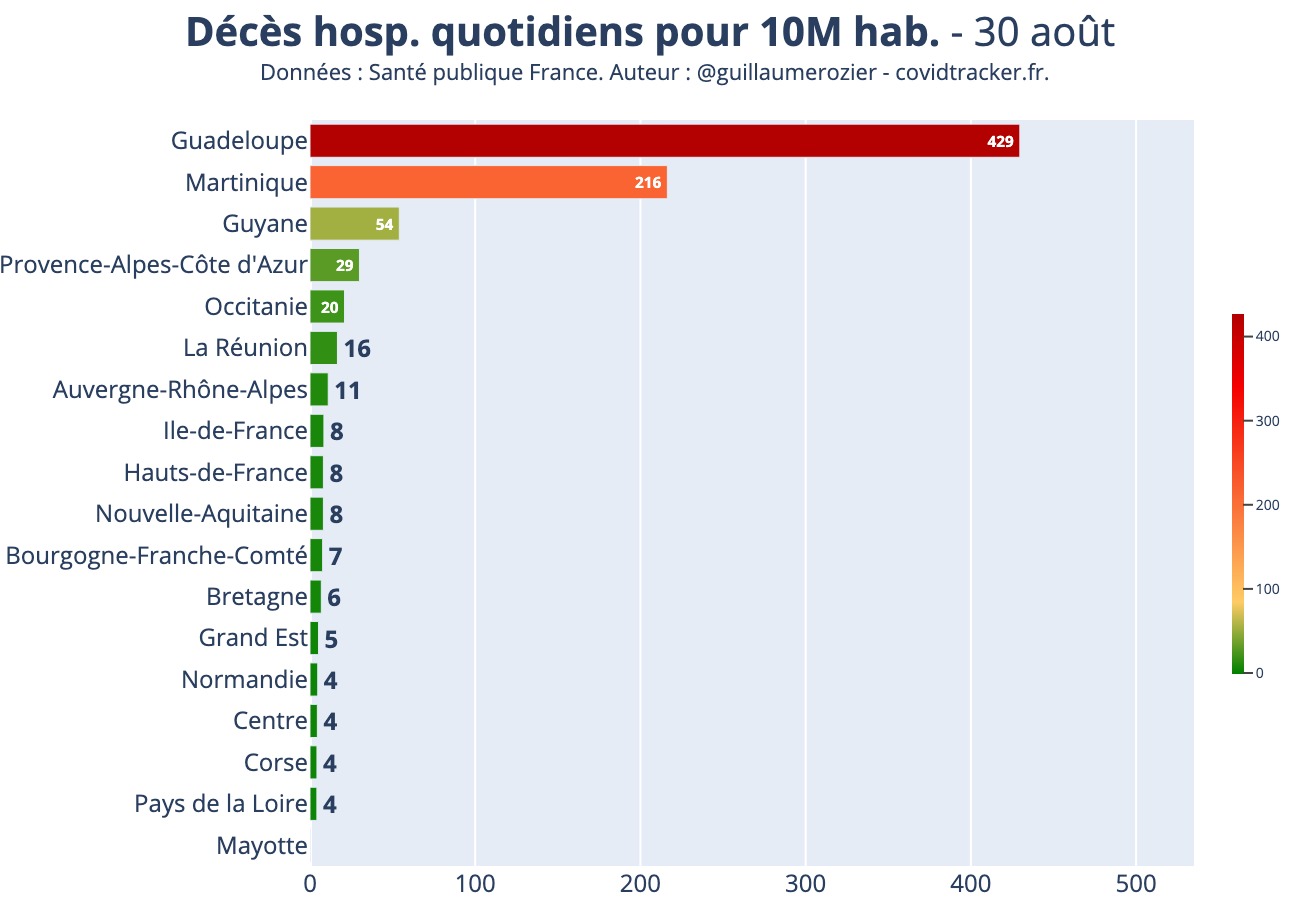 Décès hosp. quotidiens pour 10M hab. - 30 août
Données : Santé publique France. Auteur : @guillaumerozier - covidtracker.fr.
Guadeloupe 429
Martinique 216
Guyane 54
Provence-Alpes-Côte d'Azur 29
Occitanie 20
La Réunion 16
Auvergne-Rhône-Alpes 11
Ile-de-France 8
Hauts-de-France 8
Nouvelle-Aquitaine 8
Bourgogne-Franche-Comté 7
Bretagne 6
Grand Est 5
Normandie 4
Centre 4
Corse 4
Pays de la Loire 4
Mayotte
0 100 200 300 400 500
400
300
200
100
0